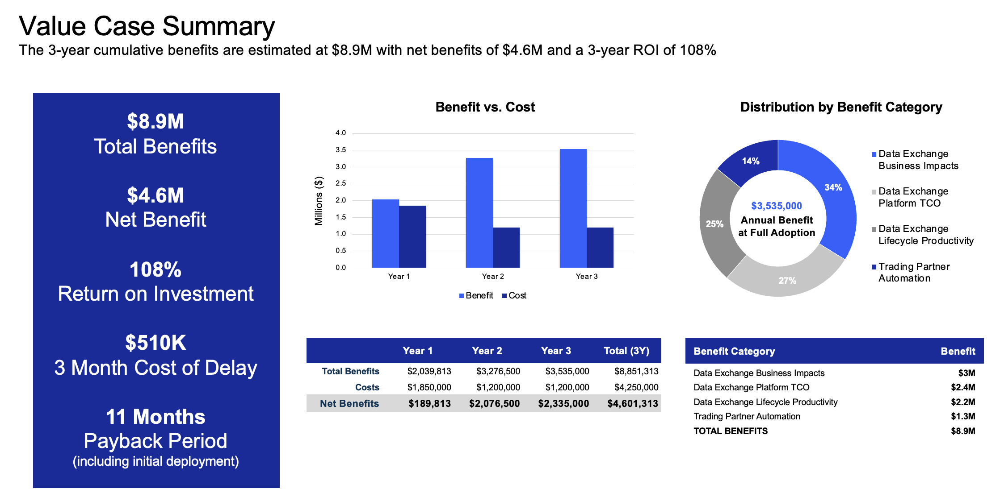 Value Case Summary
The 3-year cumulative benefits are estimated at $8.9M with net benefits of $4.6M and a 3-year ROI of 108%
$8.9M
Total Benefits
$4.6M
Net Benefit
108%
Return on Investment
$510K
3 Month Cost of Delay
11 Months
Payback Period
(including initial deployment)
Benefit vs. Cost
Millions ($)
4.0
3.5
3.0
2.5
2.0
1.5
1.0
0.5
0.0
Year 1 Year 2 Year 3
Benefit Cost
Year 1 Year 2 Year 3 Total (3Y)
Total Benefits $2,039,813 $3,276,500 $3,535,000 $8,851,313
Costs $1,850,000 $1,200,000 $1,200,000 $4,250,000
Net Benefits $189,813 $2,076,500 $2,335,000 $4,601,313
Distribution by Benefit Category
14%
34%
25%
27%
$3,535,000
Annual Benefit
at Full Adoption
Data Exchange
Business Impacts
Data Exchange
Platform TCO
Data Exchange
Lifecycle Productivity
Trading Partner
Automation
Benefit Category Benefit
Data Exchange Business Impacts $3M
Data Exchange Platform TCO $2.4M
Data Exchange Lifecycle Productivity $2.2M
Trading Partner Automation $1.3M
TOTAL BENEFITS $8.9M